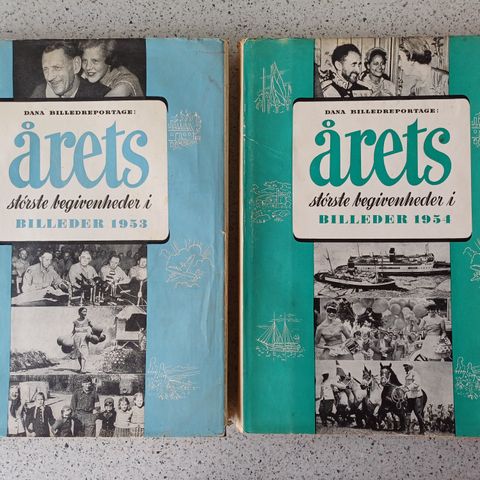 DANA BILLEDREPORTAGE:
årets
største begivenheder i
BILLEDER 1953
DANA BILLEDREPORTAGE:
årets
største begivenheder i
BILLEDER 1954